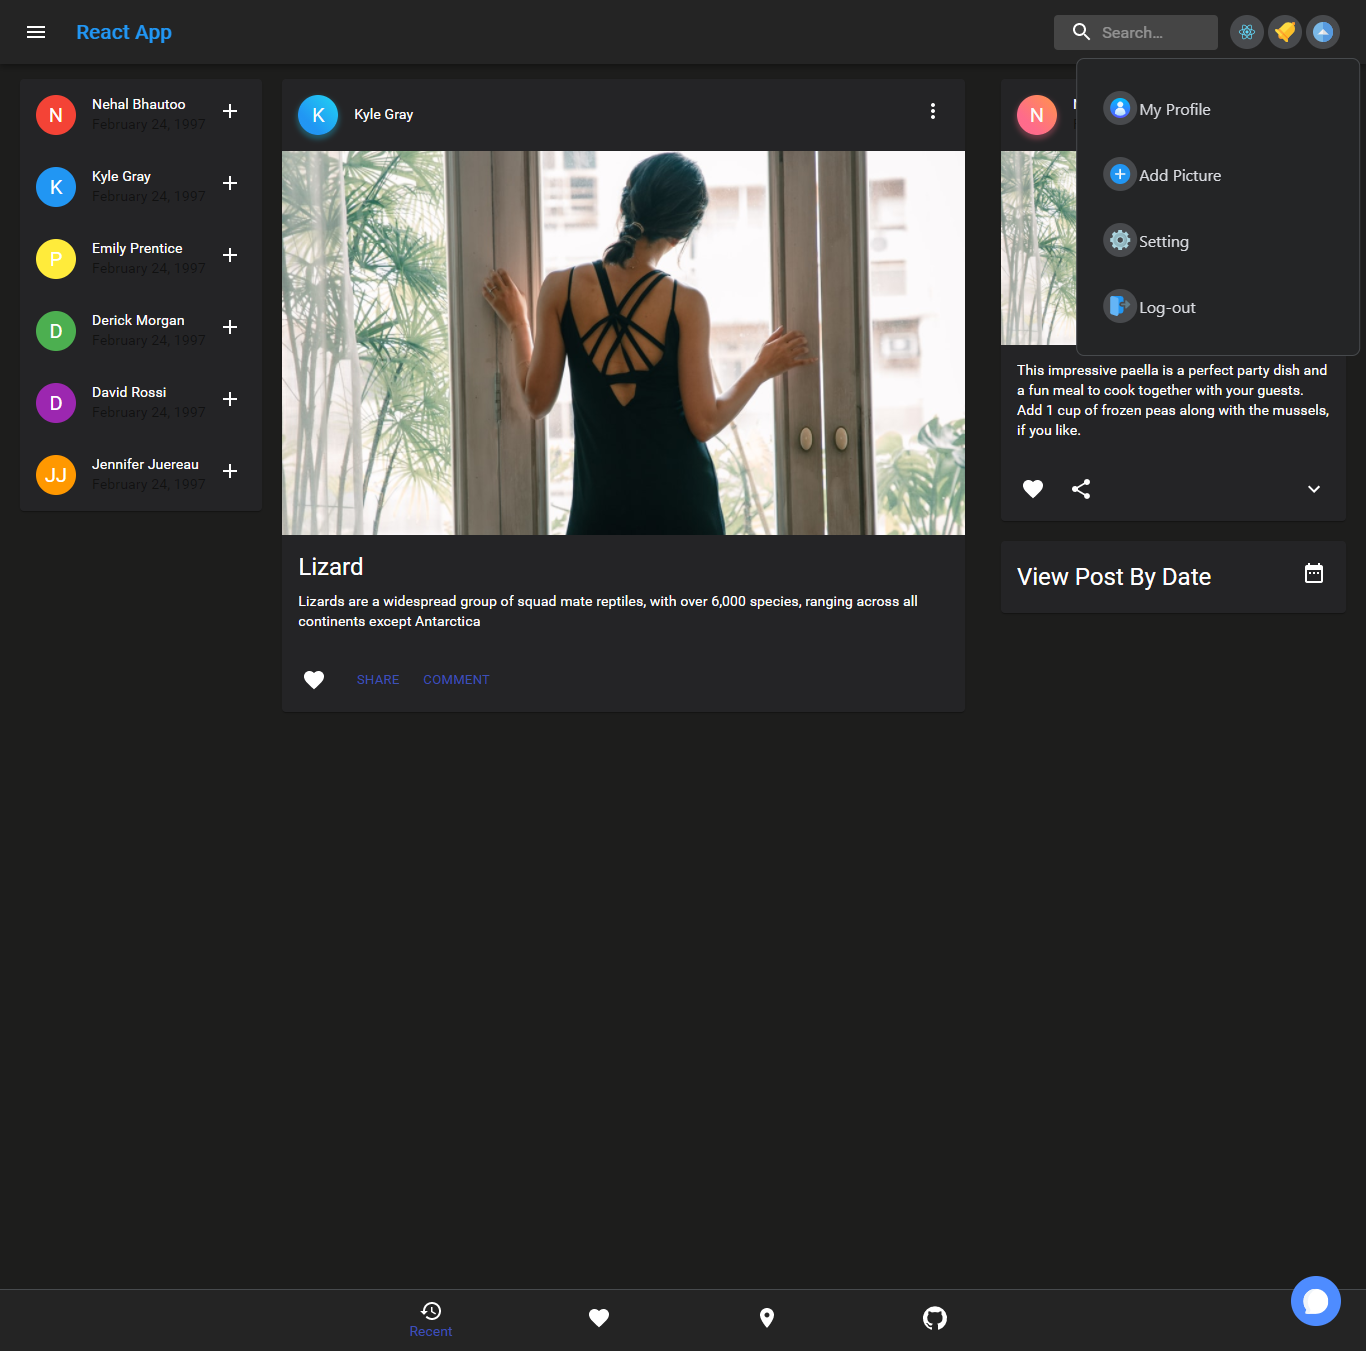 React App
Search...
N
Nehal Bhautoo
February 24, 1997
K
Kyle Gray
February 24, 1997
P
Emily Prentice
February 24, 1997
D
Derick Morgan
February 24, 1997
D
David Rossi
February 24, 1997
JJ
Jennifer Juereau
February 24, 1997
K
Kyle Gray
Lizard
Lizards are a widespread group of squad mate reptiles, with over 6,000 species, ranging across all
continents except Antarctica
SHARE
COMMENT
N
My Profile
Add Picture
Setting
Log-out
This impressive paella is a perfect party dish and
a fun meal to cook together with your guests.
Add 1 cup of frozen peas along with the mussels,
if you like.
View Post By Date
Recent